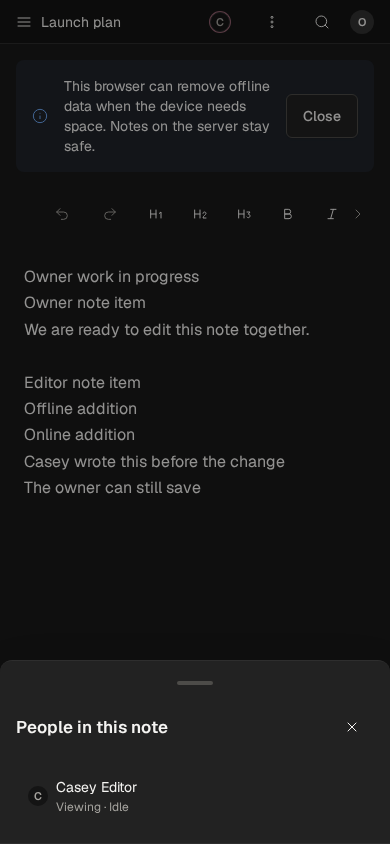 Launch plan
C
O
This browser can remove offline
data when the device needs
space. Notes on the server stay
safe.
Close
H1 H2 H3 B I
Owner work in progress
Owner note item
We are ready to edit this note together.
Editor note item
Offline addition
Online addition
Casey wrote this before the change
The owner can still save
People in this note
C
Casey Editor
Viewing · Idle